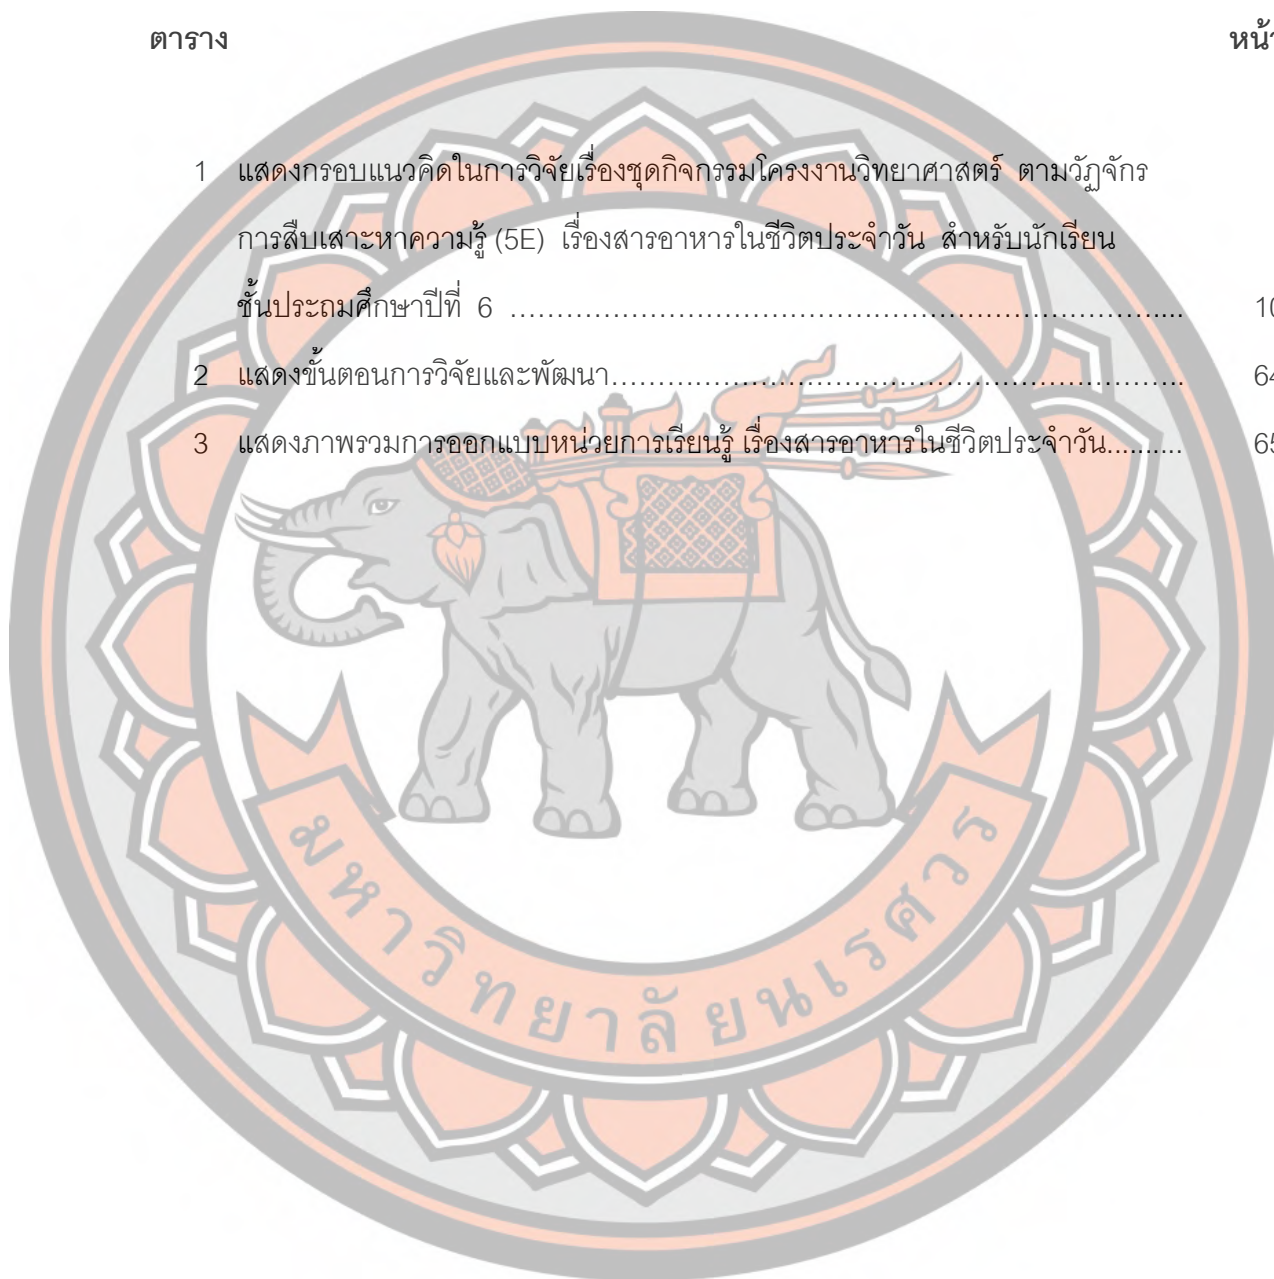 ตาราง หน้า
1 แสดงกรอบแนวคิดในการวิจัยเรื่องชุดกิจกรรมโครงงานวิทยาศาสตร์ ตามวัฏจักร
การสืบเสาะหาความรู้ (5E) เรื่องสารอาหารในชีวิตประจำวัน สำหรับนักเรียน
ชั้นประถมศึกษาปีที่ 6 ........................................................................ 10
2 แสดงขั้นตอนการวิจัยและพัฒนา............................................................... 64
3 แสดงภาพรวมการออกแบบหน่วยการเรียนรู้ เรื่องสารอาหารในชีวิตประจำวัน.......... 65
มหาวิทยาลัยนเรศวร